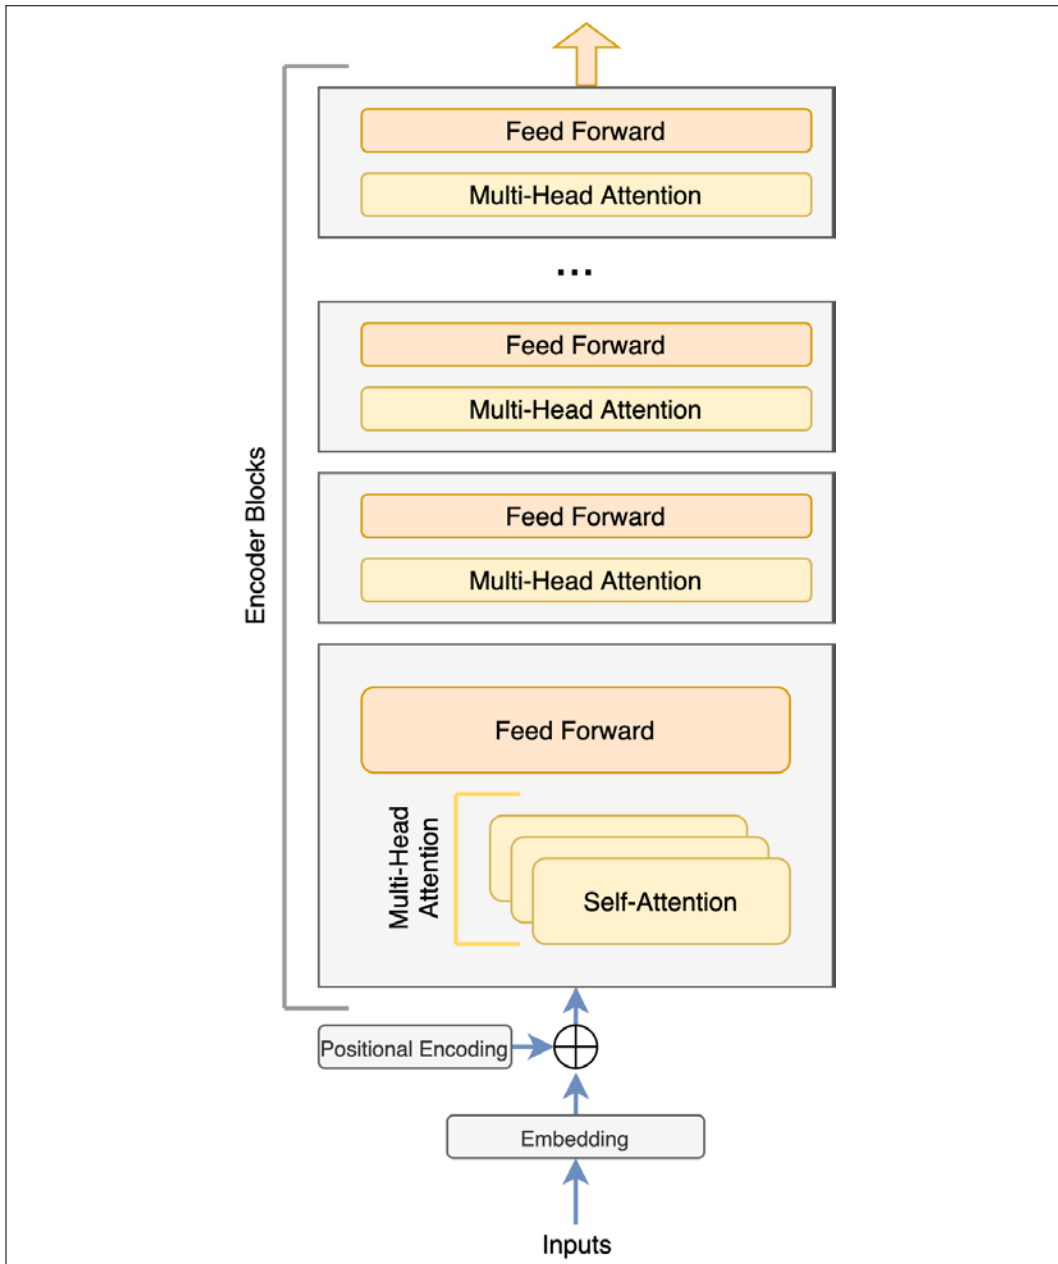 Feed Forward
Multi-Head Attention
...
Feed Forward
Multi-Head Attention
Encoder Blocks
Feed Forward
Multi-Head Attention
Feed Forward
Multi-Head
Attention
Self-Attention
Positional Encoding
Embedding
Inputs